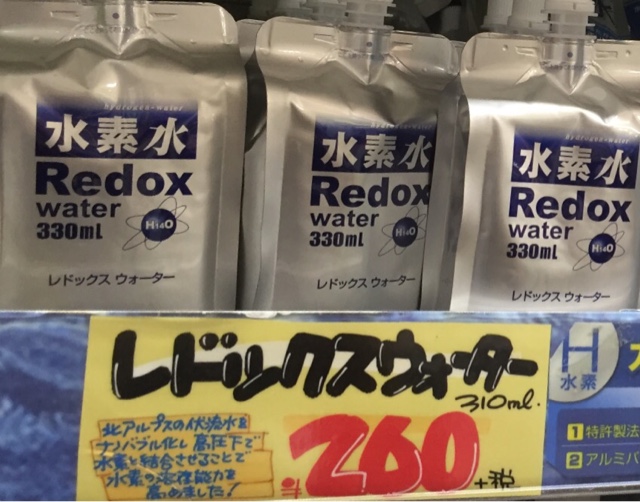 hydrogen-water
水素水
Redox
water
330ml
H4O
レドックス ウォーター
水素水
Redox
water
330ml
H4O
レドックス ウォーター
hydrogen-water
水素水
Redox
water
330ml
H4O
レドックス ウォーター
レドックスウォーター
310ml.
北アルプスの伏流水を
ナノバブル化し高圧下で
水素と結合させることで
水素の溶存能力を
高めました!
¥260
+税
H
水素
1 特許製法
2 アルミパ